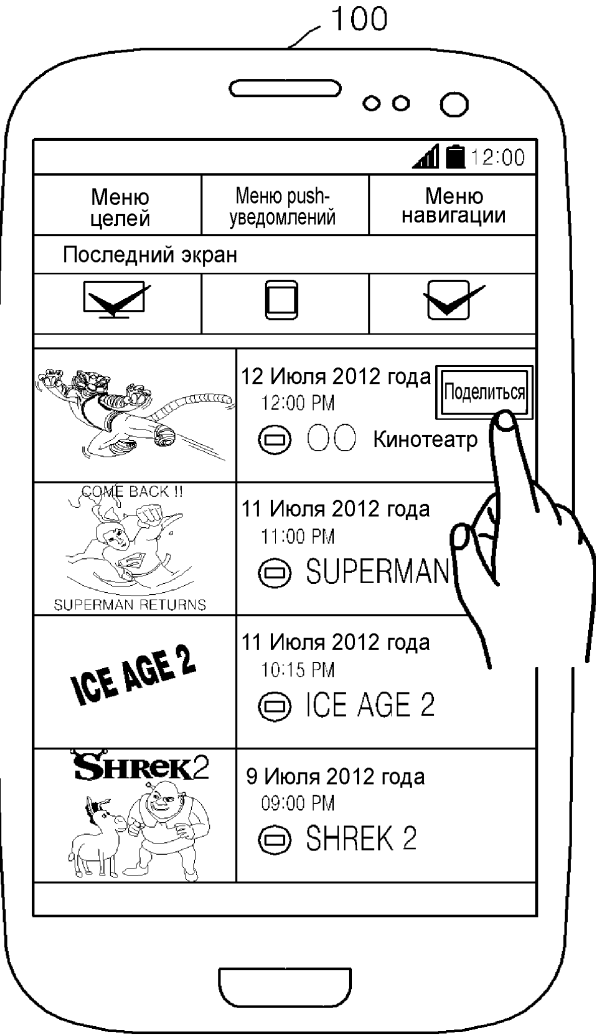 100
12:00
Меню целей
Меню push-уведомлений
Меню навигации
Последний экран
12 Июля 2012 года
Поделиться
12:00 PM
Кинотеатр
COME BACK !!
SUPERMAN RETURNS
11 Июля 2012 года
11:00 PM
SUPERMAN
ICE AGE 2
11 Июля 2012 года
10:15 PM
ICE AGE 2
SHREK 2
9 Июля 2012 года
09:00 PM
SHREK 2